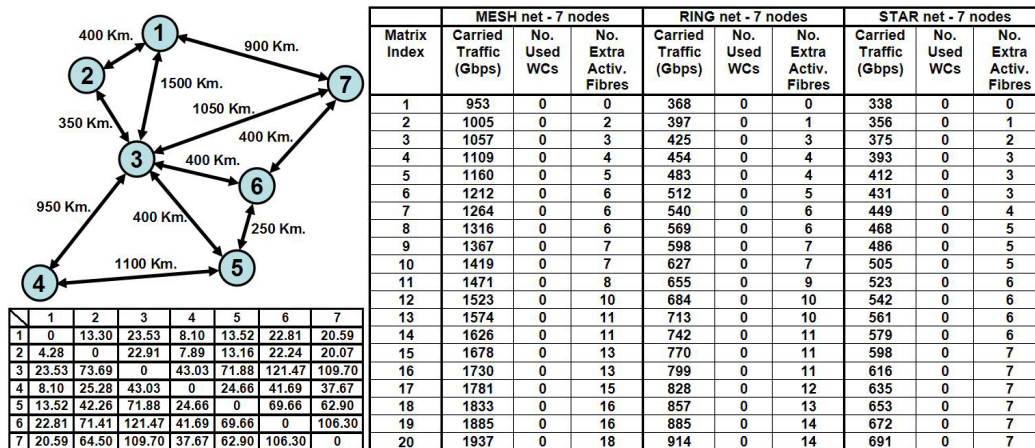 400 Km.
1
900 Km.
2
7
1500 Km.
1050 Km.
350 Km.
400 Km.
3
400 Km.
6
950 Km.
400 Km.
250 Km.
5
1100 Km.
4
1 2 3 4 5 6 7
1 0 13.30 23.53 8.10 13.52 22.81 20.59
2 4.28 0 22.91 7.89 13.16 22.24 20.07
3 23.53 73.69 0 43.03 71.88 121.47 109.70
4 8.10 25.28 43.03 0 24.66 41.69 37.67
5 13.52 42.26 71.88 24.66 0 69.66 62.90
6 22.81 71.41 121.47 41.69 69.66 0 106.30
7 20.59 64.50 109.70 37.67 62.90 106.30 0
MESH net - 7 nodes RING net - 7 nodes STAR net - 7 nodes
Matrix Carried No. No. Carried No. No. Carried No. No.
Index Traffic Used Extra Traffic Used Extra Traffic Used Extra
(Gbps) WCs Activ. (Gbps) WCs Activ. (Gbps) WCs Activ.
Fibres Fibres Fibres
1 953 0 0 368 0 0 338 0 0
2 1005 0 2 397 0 1 356 0 1
3 1057 0 3 425 0 3 375 0 2
4 1109 0 4 454 0 4 393 0 3
5 1160 0 5 483 0 4 412 0 3
6 1212 0 6 512 0 5 431 0 3
7 1264 0 6 540 0 6 449 0 4
8 1316 0 6 569 0 6 468 0 5
9 1367 0 7 598 0 7 486 0 5
10 1419 0 7 627 0 7 505 0 5
11 1471 0 8 655 0 9 523 0 6
12 1523 0 10 684 0 10 542 0 6
13 1574 0 11 713 0 10 561 0 6
14 1626 0 11 742 0 11 579 0 6
15 1678 0 13 770 0 11 598 0 7
16 1730 0 13 799 0 11 616 0 7
17 1781 0 15 828 0 12 635 0 7
18 1833 0 16 857 0 13 653 0 7
19 1885 0 16 885 0 14 672 0 7
20 1937 0 18 914 0 14 691 0 7